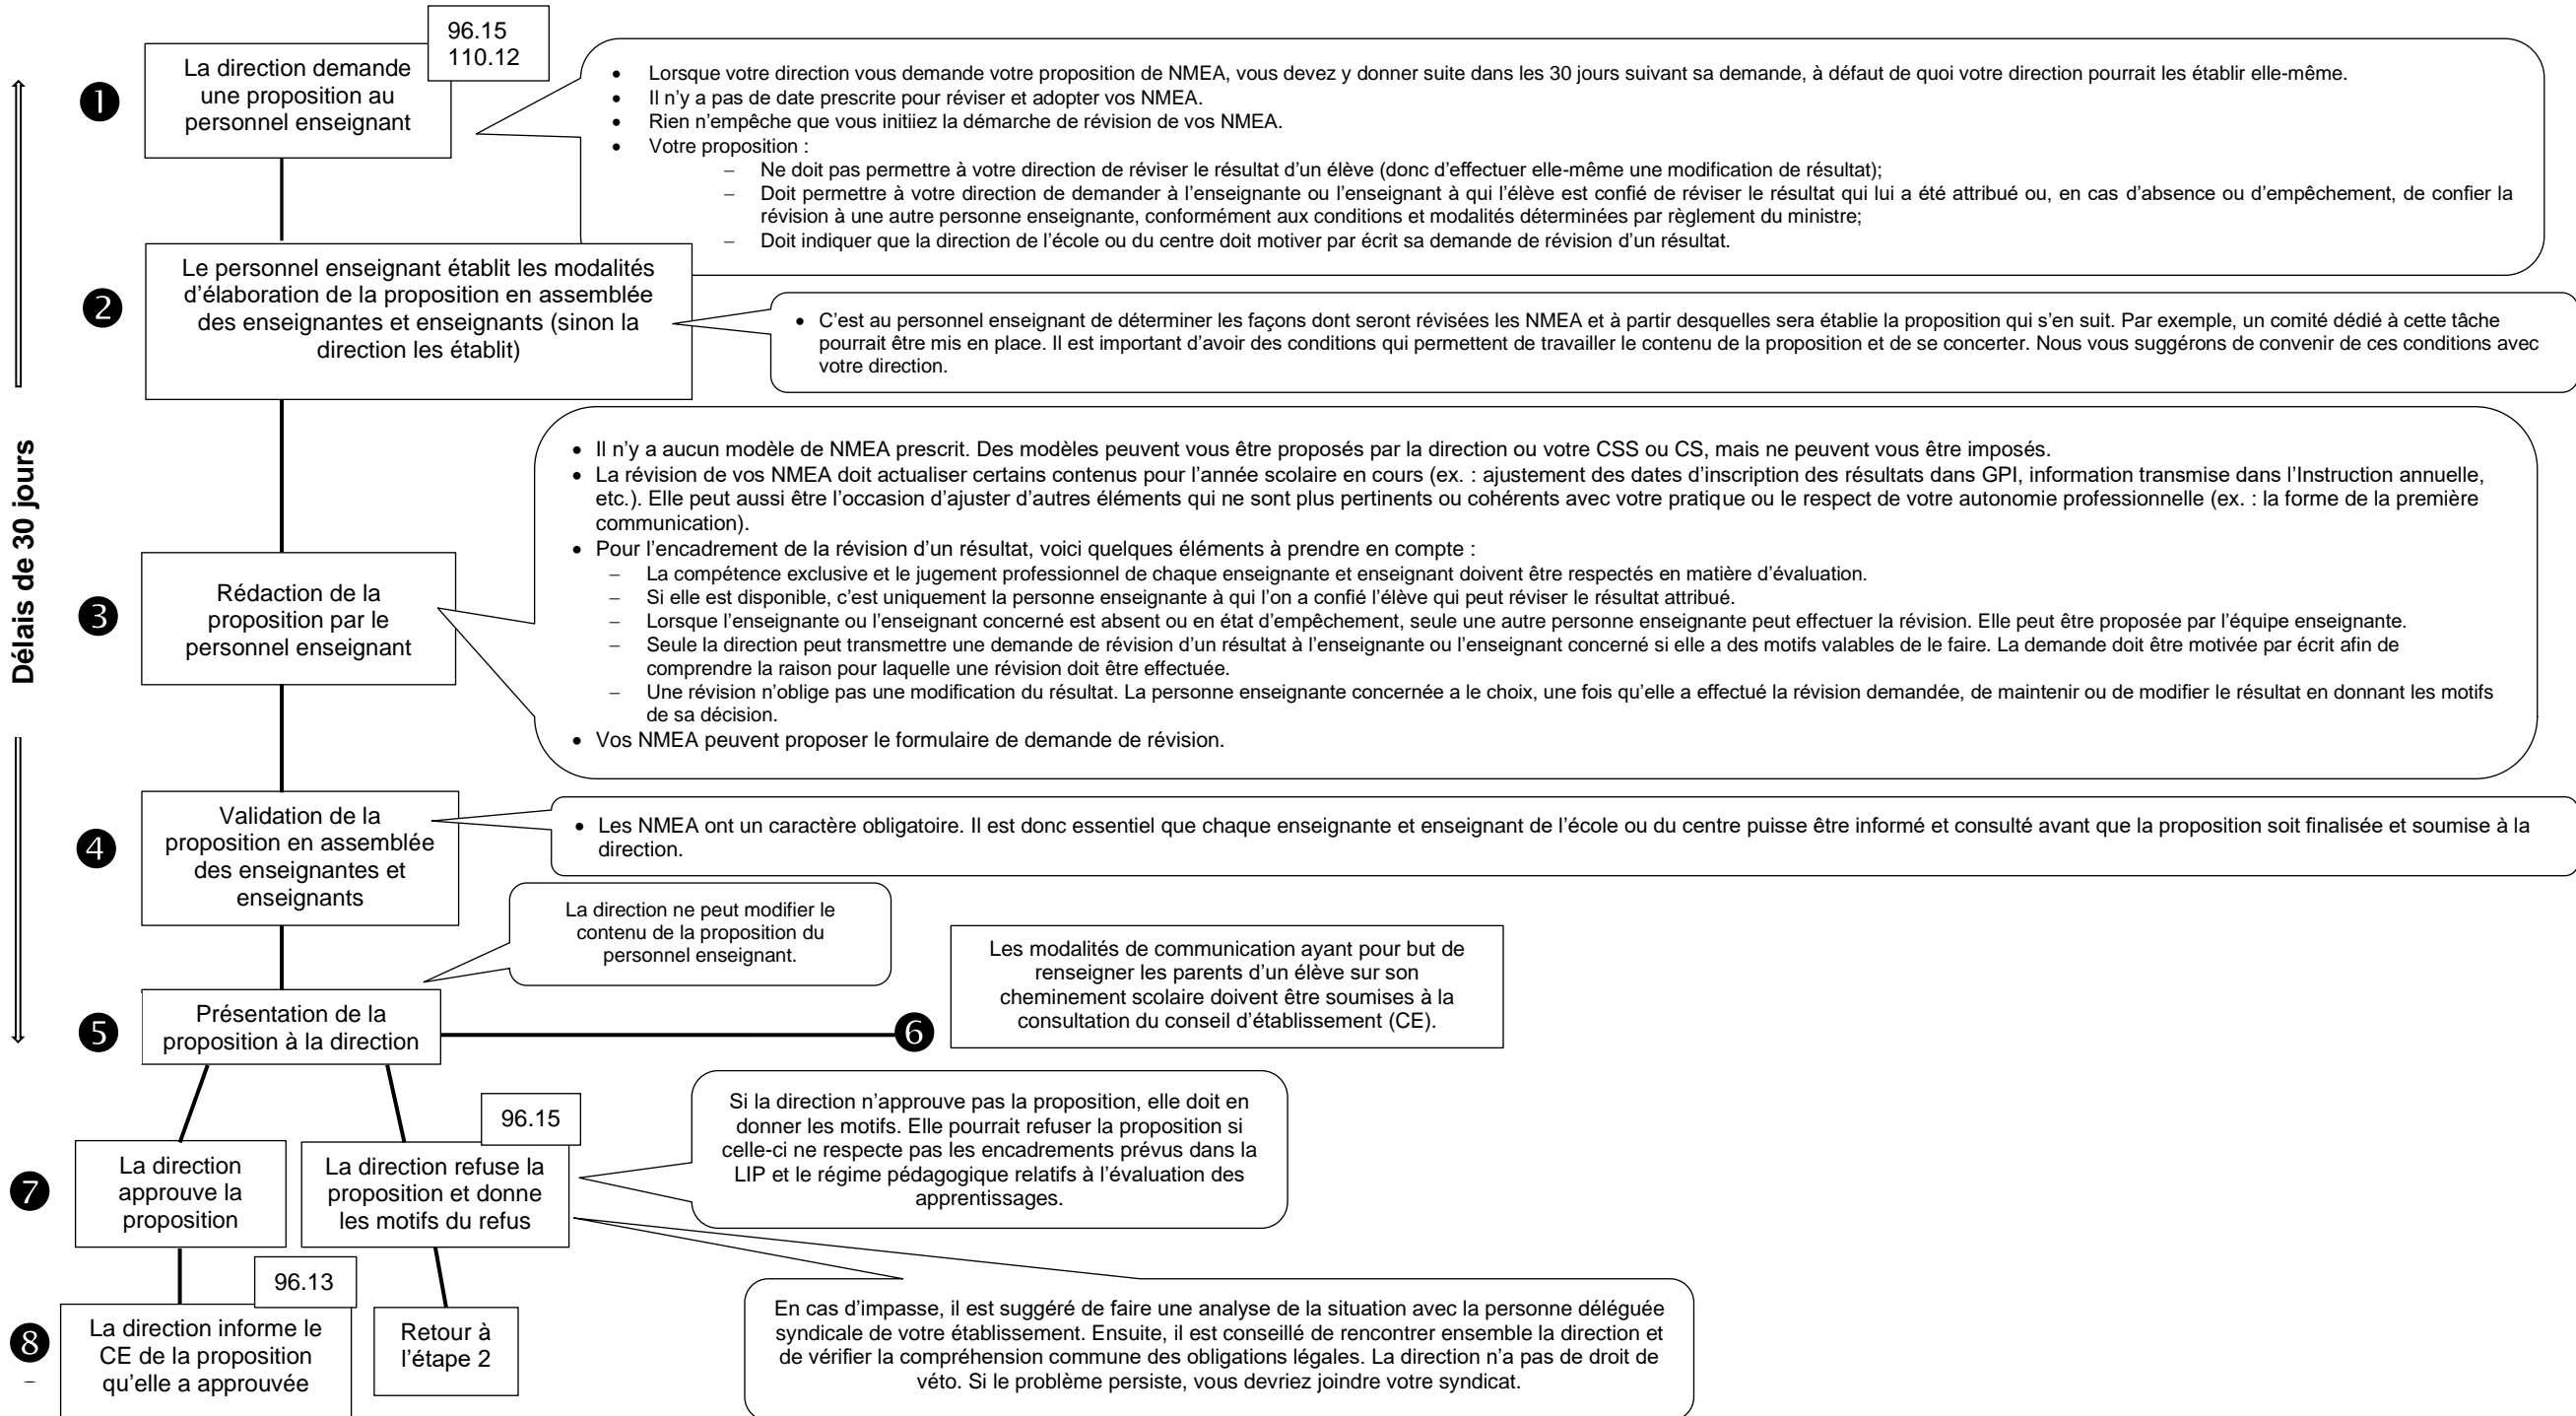 96.15
110.12
❶
La direction demande
une proposition au
personnel enseignant
• Lorsque votre direction vous demande votre proposition de NMEA, vous devez y donner suite dans les 30 jours suivant sa demande, à défaut de quoi votre direction pourrait les établir elle-même.
• Il n’y a pas de date prescrite pour réviser et adopter vos NMEA.
• Rien n’empêche que vous initiiez la démarche de révision de vos NMEA.
• Votre proposition :
– Ne doit pas permettre à votre direction de réviser le résultat d’un élève (donc d’effectuer elle-même une modification de résultat);
– Doit permettre à votre direction de demander à l’enseignante ou l’enseignant à qui l’élève est confié de réviser le résultat qui lui a été attribué ou, en cas d’absence ou d’empêchement, de confier la
révision à une autre personne enseignante, conformément aux conditions et modalités déterminées par règlement du ministre;
– Doit indiquer que la direction de l’école ou du centre doit motiver par écrit sa demande de révision d’un résultat.
❷
Le personnel enseignant établit les modalités
d’élaboration de la proposition en assemblée
des enseignantes et enseignants (sinon la
direction les établit)
• C’est au personnel enseignant de déterminer les façons dont seront révisées les NMEA et à partir desquelles sera établie la proposition qui s’en suit. Par exemple, un comité dédié à cette tâche
pourrait être mis en place. Il est important d’avoir des conditions qui permettent de travailler le contenu de la proposition et de se concerter. Nous vous suggérons de convenir de ces conditions avec
votre direction.
Délais de 30 jours
❸
Rédaction de la
proposition par le
personnel enseignant
• Il n’y a aucun modèle de NMEA prescrit. Des modèles peuvent vous être proposés par la direction ou votre CSS ou CS, mais ne peuvent vous être imposés.
• La révision de vos NMEA doit actualiser certains contenus pour l’année scolaire en cours (ex. : ajustement des dates d’inscription des résultats dans GPI, information transmise dans l’Instruction annuelle,
etc.). Elle peut aussi être l’occasion d’ajuster d’autres éléments qui ne sont plus pertinents ou cohérents avec votre pratique ou le respect de votre autonomie professionnelle (ex. : la forme de la première
communication).
• Pour l’encadrement de la révision d’un résultat, voici quelques éléments à prendre en compte :
– La compétence exclusive et le jugement professionnel de chaque enseignante et enseignant doivent être respectés en matière d’évaluation.
– Si elle est disponible, c’est uniquement la personne enseignante à qui l’on a confié l’élève qui peut réviser le résultat attribué.
– Lorsque l’enseignante ou l’enseignant concerné est absent ou en état d’empêchement, seule une autre personne enseignante peut effectuer la révision. Elle peut être proposée par l’équipe enseignante.
– Seule la direction peut transmettre une demande de révision d’un résultat à l’enseignante ou l’enseignant concerné si elle a des motifs valables de le faire. La demande doit être motivée par écrit afin de
comprendre la raison pour laquelle une révision doit être effectuée.
– Une révision n’oblige pas une modification du résultat. La personne enseignante concernée a le choix, une fois qu’elle a effectué la révision demandée, de maintenir ou de modifier le résultat en donnant les motifs
de sa décision.
• Vos NMEA peuvent proposer le formulaire de demande de révision.
❹
Validation de la
proposition en assemblée
des enseignantes et
enseignants
• Les NMEA ont un caractère obligatoire. Il est donc essentiel que chaque enseignante et enseignant de l’école ou du centre puisse être informé et consulté avant que la proposition soit finalisée et soumise à la
direction.
La direction ne peut modifier le
contenu de la proposition du
personnel enseignant.
❺
Présentation de la
proposition à la direction
❻
Les modalités de communication ayant pour but de
renseigner les parents d’un élève sur son
cheminement scolaire doivent être soumises à la
consultation du conseil d’établissement (CE).
❼
La direction
approuve la
proposition
96.15
La direction refuse la
proposition et donne
les motifs du refus
Si la direction n’approuve pas la proposition, elle doit en
donner les motifs. Elle pourrait refuser la proposition si
celle-ci ne respecte pas les encadrements prévus dans la
LIP et le régime pédagogique relatifs à l’évaluation des
apprentissages.
❽
–
96.13
La direction informe le
CE de la proposition
qu’elle a approuvée
Retour à
l’étape 2
En cas d’impasse, il est suggéré de faire une analyse de la situation avec la personne déléguée
syndicale de votre établissement. Ensuite, il est conseillé de rencontrer ensemble la direction et
de vérifier la compréhension commune des obligations légales. La direction n’a pas de droit de
véto. Si le problème persiste, vous devriez joindre votre syndicat.